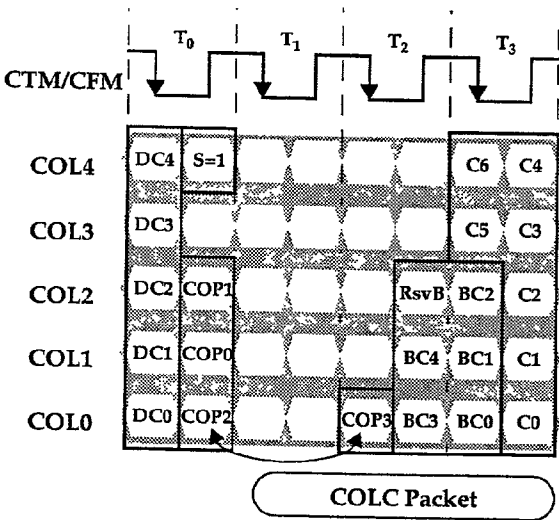 T0 T1 T2 T3
CTM/CFM
COL4 DC4 S=1 C6 C4
COL3 DC3 C5 C3
COL2 DC2 COP1 RsvB BC2 C2
COL1 DC1 COP0 BC4 BC1 C1
COL0 DC0 COP2 COP3 BC3 BC0 C0
COLC Packet